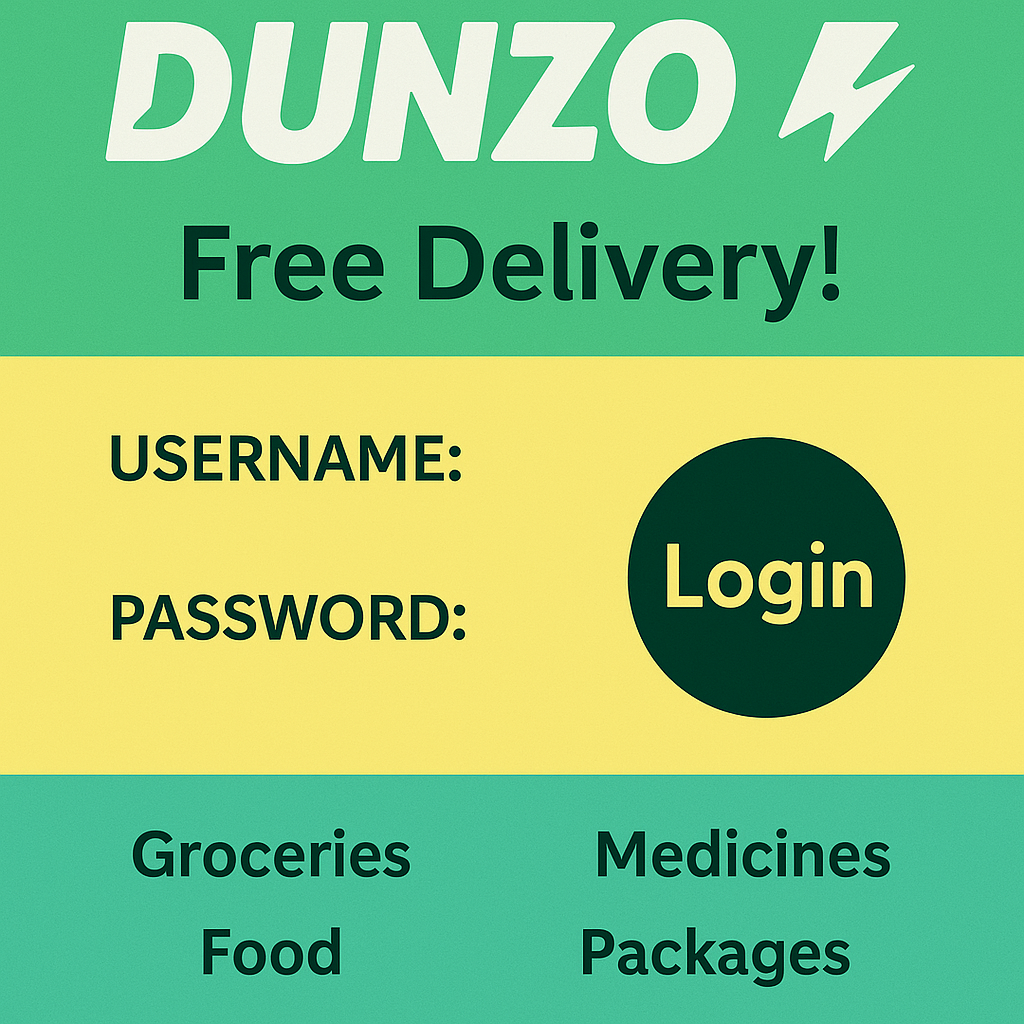 DUNZO
Free Delivery!
USERNAME:
PASSWORD:
Login
Groceries
Medicines
Food
Packages